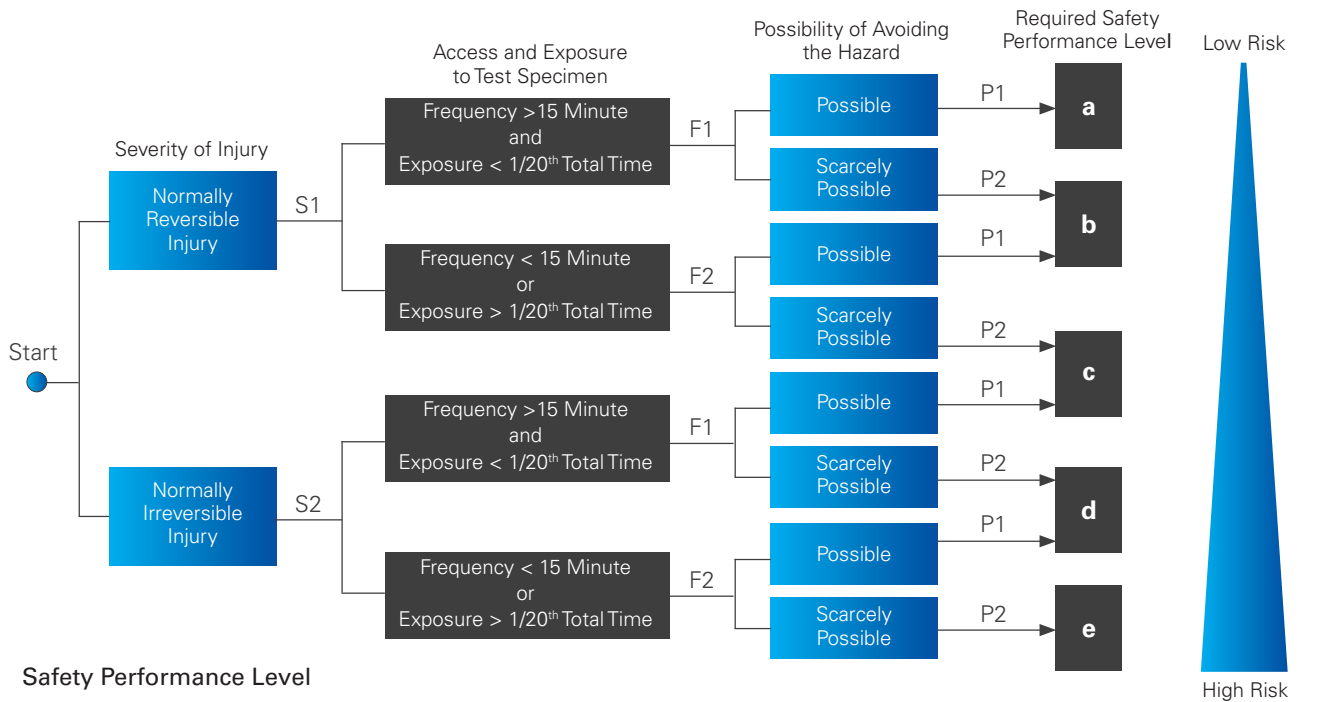 Possibility of Avoiding
the Hazard
Required Safety
Performance Level
Low Risk
Access and Exposure
to Test Specimen
Severity of Injury
Start
Normally
Reversible
Injury
S1
Frequency >15 Minute
and
Exposure < 1/20th Total Time
F1
Possible
P1
a
Scarcely
Possible
P2
b
Frequency < 15 Minute
or
Exposure > 1/20th Total Time
F2
Possible
P1
Scarcely
Possible
P2
c
Normally
Irreversible
Injury
S2
Frequency >15 Minute
and
Exposure < 1/20th Total Time
F1
Possible
P1
Scarcely
Possible
P2
d
Frequency < 15 Minute
or
Exposure > 1/20th Total Time
F2
Possible
P1
Scarcely
Possible
P2
e
Safety Performance Level
High Risk